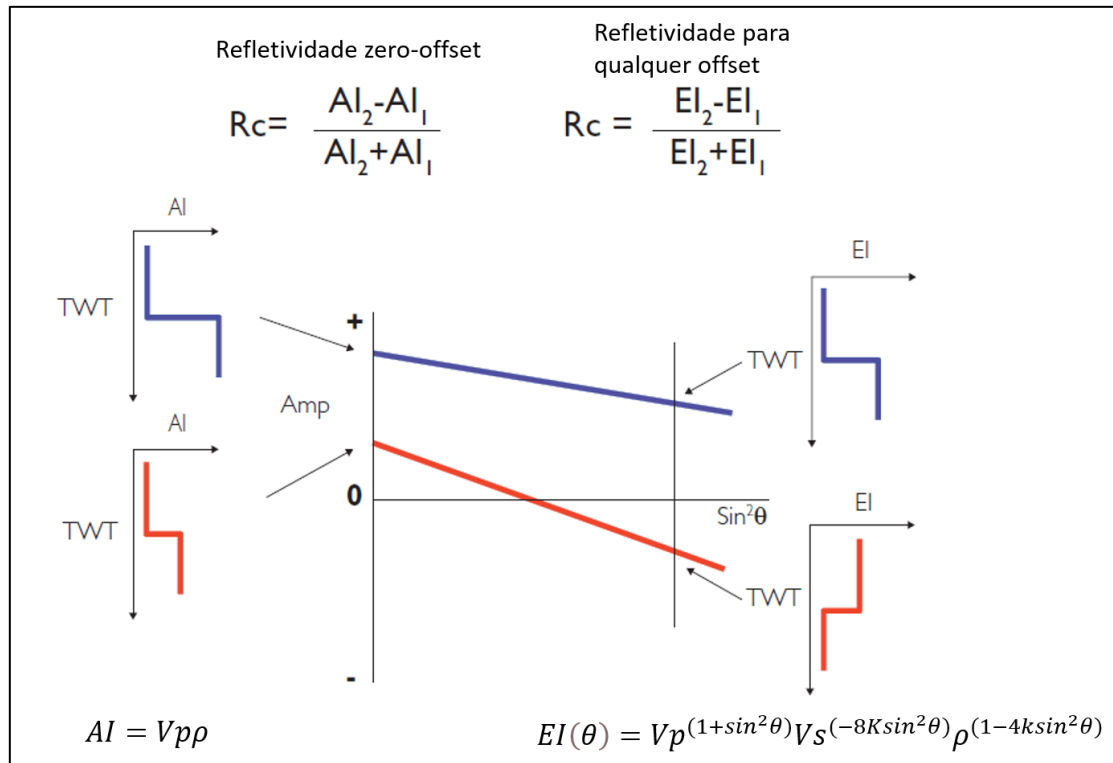 Refletividade zero-offset
Refletividade para
qualquer offset
Rc= AI₂-AI₁ / AI₂+AI₁
Rc = EI₂-EI₁ / EI₂+EI₁
AI
TWT
EI
TWT
+
Amp
AI
TWT
0
Sin²θ
EI
TWT
-
AI = Vpρ
EI(θ) = Vp^(1+sin²θ) Vs^(-8Ksin²θ) ρ^(1-4ksin²θ)